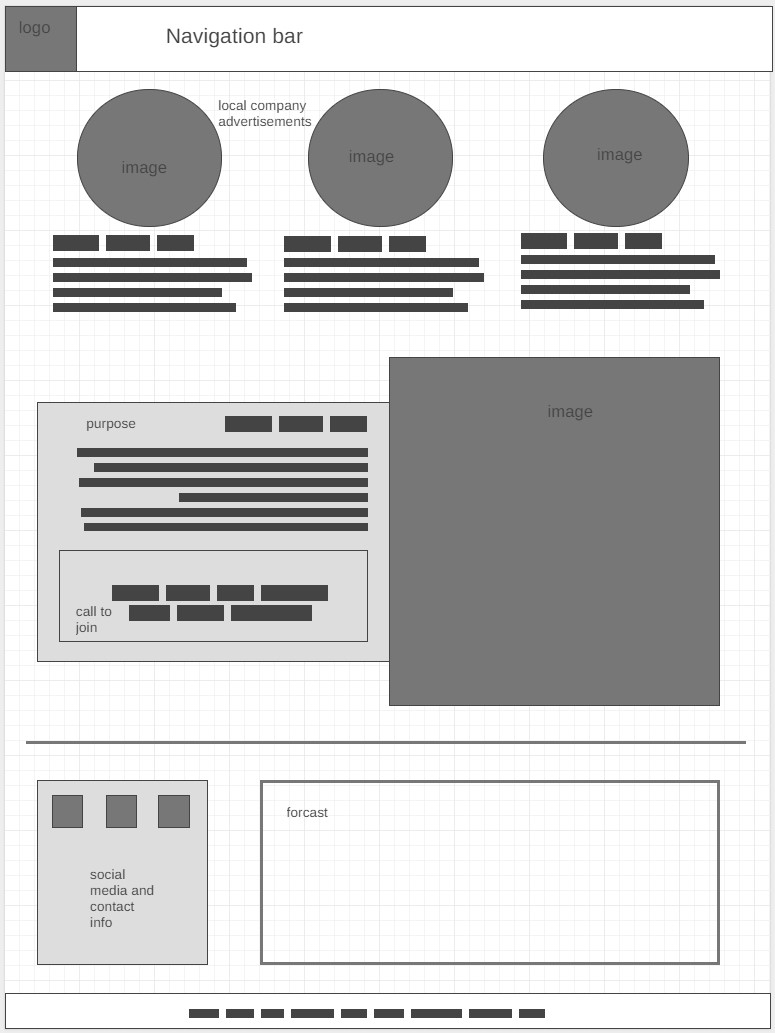 logo
Navigation bar
local company
advertisements
image
image
image
image
purpose
call to
join
forcast
social
media and
contact
info